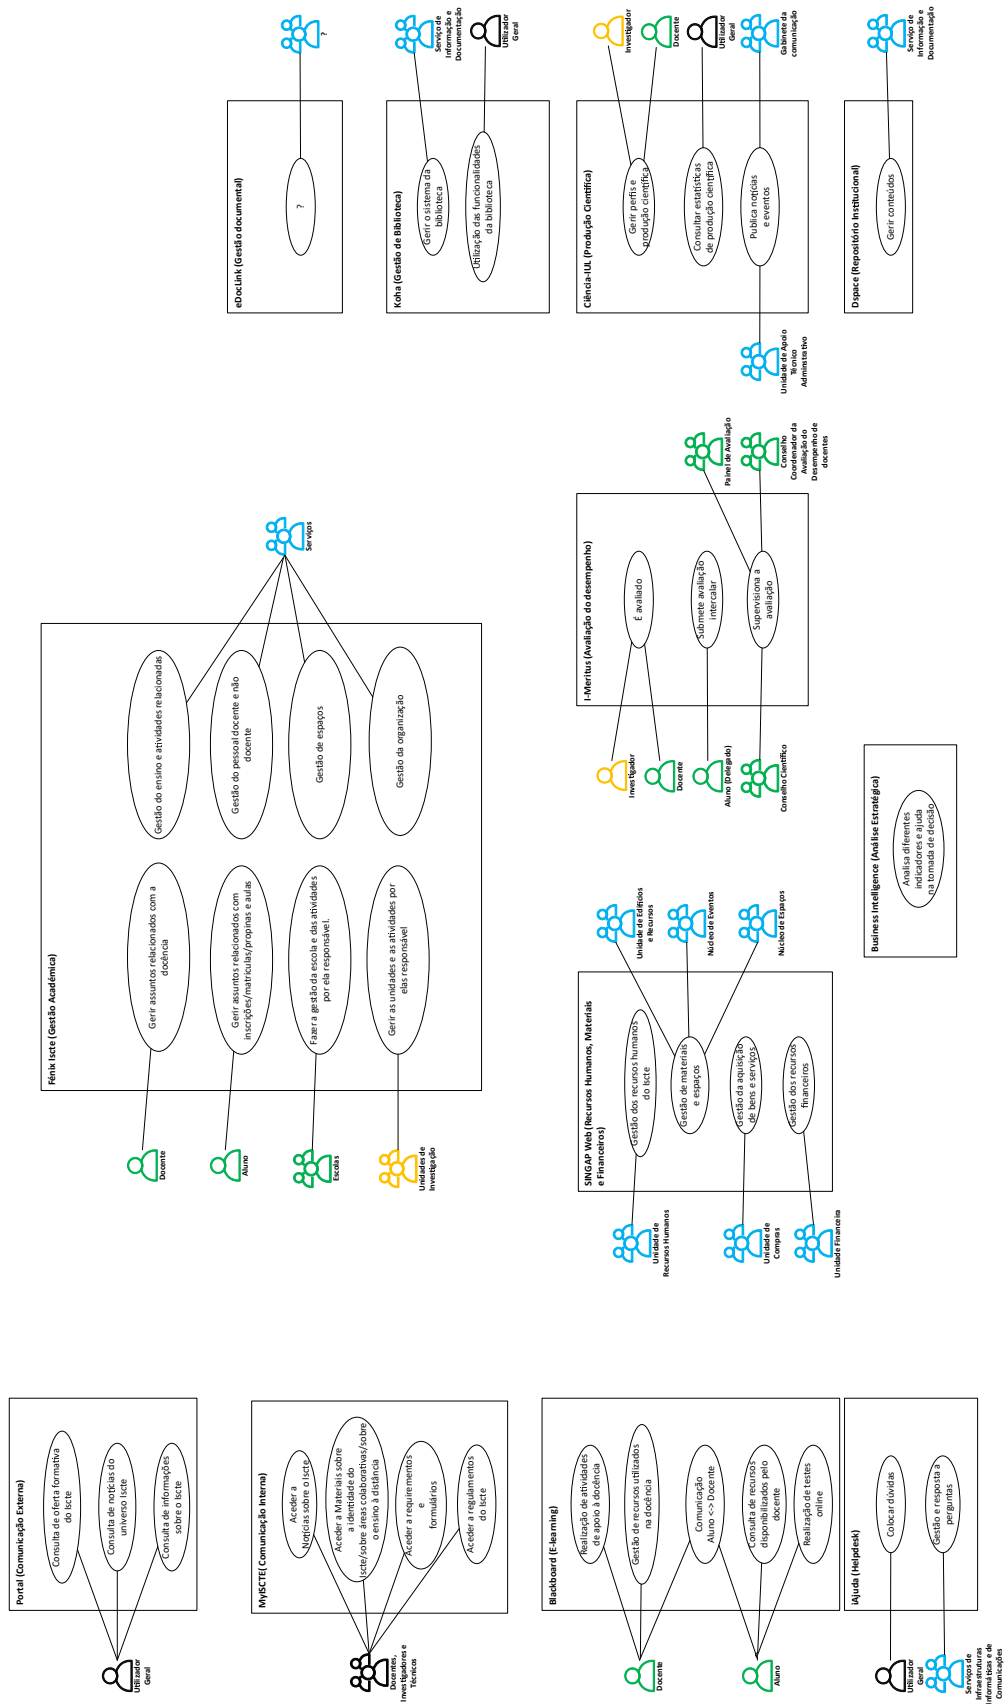 Portal (Comunicação Externa)
Consulta de oferta formativa
do Iscte
Consulta de notícias do
universo Iscte
Consulta de informações
sobre o Iscte
Utilizador
Geral
MyISCTE( Comunicação Interna)
Aceder a
Notícias sobre o Iscte
Aceder a Materiais sobre
a identidade do
Iscte/sobre áreas colaborativas/sobre
o ensino à distância
Aceder a requirementos
e
formulários
Aceder a regulamentos
do Iscte
Docentes,
Investigadores e
Técnicos
Blackboard (E-learning)
Realização de atividades
de apoio à docência
Gestão de recursos utilizados
na docência
Comunicação
Aluno <-> Docente
Consulta de recursos
disponibilizados pelo
docente
Realização de testes
online
Docente
Aluno
iAjuda (Helpdesk)
Colocar dúvidas
Gestão e resposta a
perguntas
Utilizador
Geral
Serviços de
Infraestruturas
Informáticas e de
Comunicações
Fénix Iscte (Gestão Académica)
Gerir assuntos relacionados com a
docência
Gerir assuntos relacionados com
inscrições/matriculas/propinas e aulas
Fazer a gestão da escola e das atividades
por ela responsável.
Gerir as unidades e as atividades por
elas responsável
Gestão do ensino e atividades relacionadas
Gestão do pessoal docente e não
docente
Gestão de espaços
Gestão da organização
Docente
Aluno
Escolas
Unidades de
Investigação
Serviços
SINGAP Web (Recursos Humanos, Materiais
e Financeiros)
Gestão dos recursos humanos
do Iscte
Gestão de materiais
e espaços
Gestão da aquisição
de bens e serviços
Gestão dos recursos
financeiros
Unidade de
Recursos Humanos
Unidade de
Compras
Unidade Financeira
Unidade de Edifícios
e Recursos
Núcleo de Eventos
Núcleo de Espaços
I-Meritus (Avaliação do desempenho)
É avaliado
Submete avaliação
intercalar
Supervisiona a
avaliação
Investigador
Docente
Aluno (Delegado)
Conselho Científico
Painel de Avaliação
Conselho
Coordenador da
Avaliação do
Desempenho de
docentes
Business Intelligence (Análise Estratégica)
Analisa diferentes
indicadores e ajuda
na tomada de decisão
eDocLink (Gestão documental)
?
?
Koha (Gestão de Biblioteca)
Gerir o sistema da
biblioteca
Utilização das funcionalidades
da biblioteca
Serviço de
Informação e
Documentação
Utilizador
Geral
Ciência-IUL (Produção Científica)
Gerir perfis e
produção científica
Consultar estatísticas
de produção científica
Publica notícias
e eventos
Investigador
Docente
Utilizador
Geral
Gabinete da
comunicação
Unidade de Apoio
Técnico
Adminstrativo
Dspace (Repositório Institucional)
Gerir conteúdos
Serviço de
Informação e
Documentação